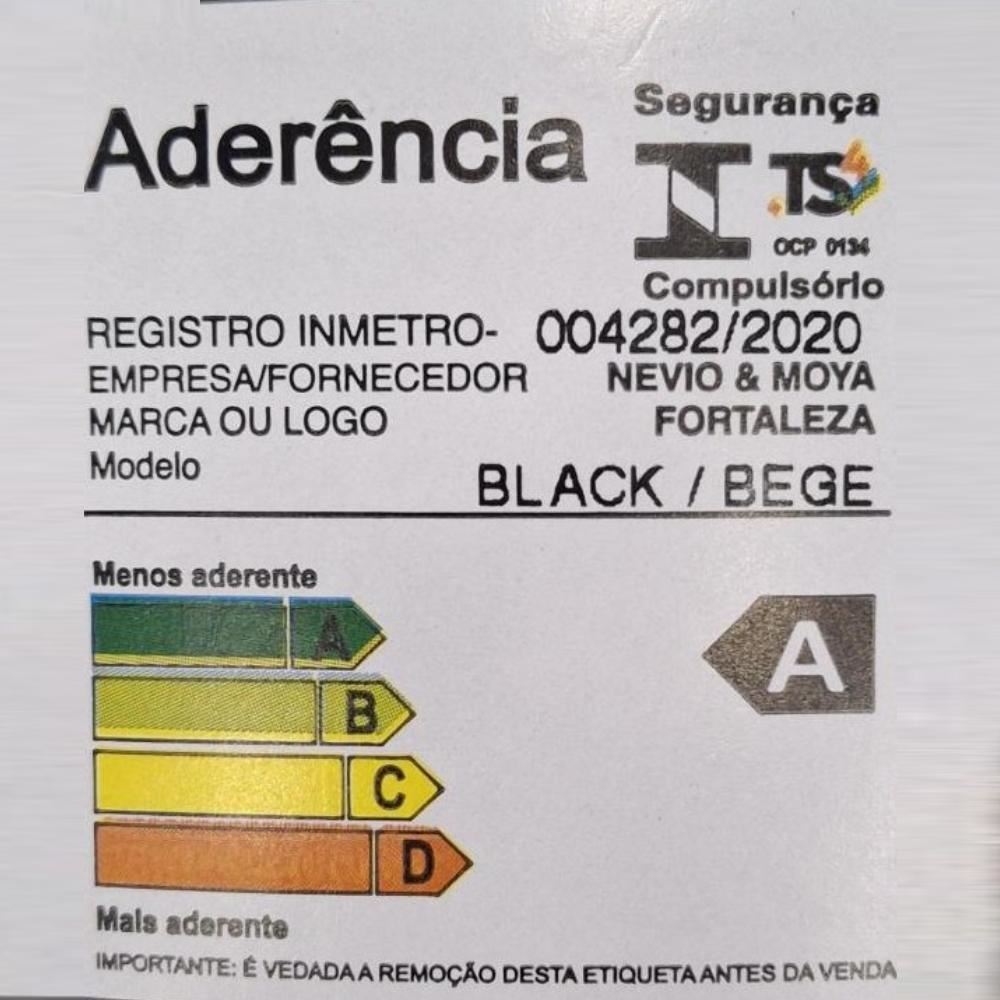 Aderência
Segurança
TS
OCP 0134
Compulsório
REGISTRO INMETRO- 004282/2020
EMPRESA/FORNECEDOR NEVIO & MOYA
MARCA OU LOGO FORTALEZA
Modelo BLACK / BEGE
Menos aderente
A A
B
C
D
Mais aderente
IMPORTANTE: É VEDADA A REMOÇÃO DESTA ETIQUETA ANTES DA VENDA